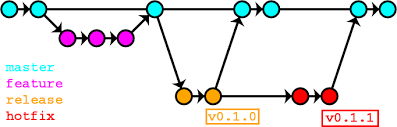 master
feature
release
hotfix
v0.1.0
v0.1.1